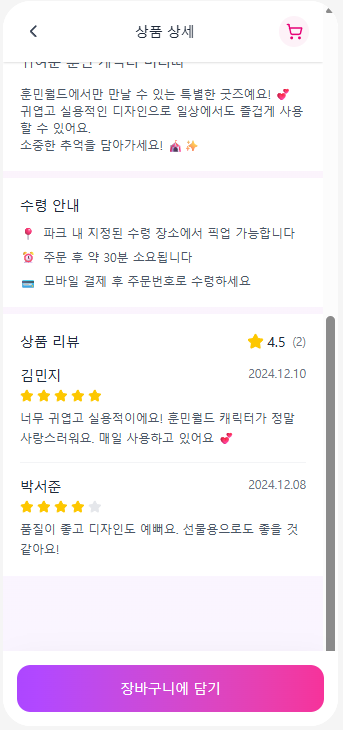 상품 상세
훈민월드에서만 만날 수 있는 특별한 굿즈예요! 💕
귀엽고 실용적인 디자인으로 일상에서도 즐겁게 사용
할 수 있어요.
소중한 추억을 담아가세요! 🎪✨
수령 안내
📍 파크 내 지정된 수령 장소에서 픽업 가능합니다
⏰ 주문 후 약 30분 소요됩니다
💳 모바일 결제 후 주문번호로 수령하세요
상품 리뷰 4.5 (2)
김민지 2024.12.10
너무 귀엽고 실용적이에요! 훈민월드 캐릭터가 정말
사랑스러워요. 매일 사용하고 있어요 💕
박서준 2024.12.08
품질이 좋고 디자인도 예뻐요. 선물용으로도 좋을 것
같아요!
장바구니에 담기